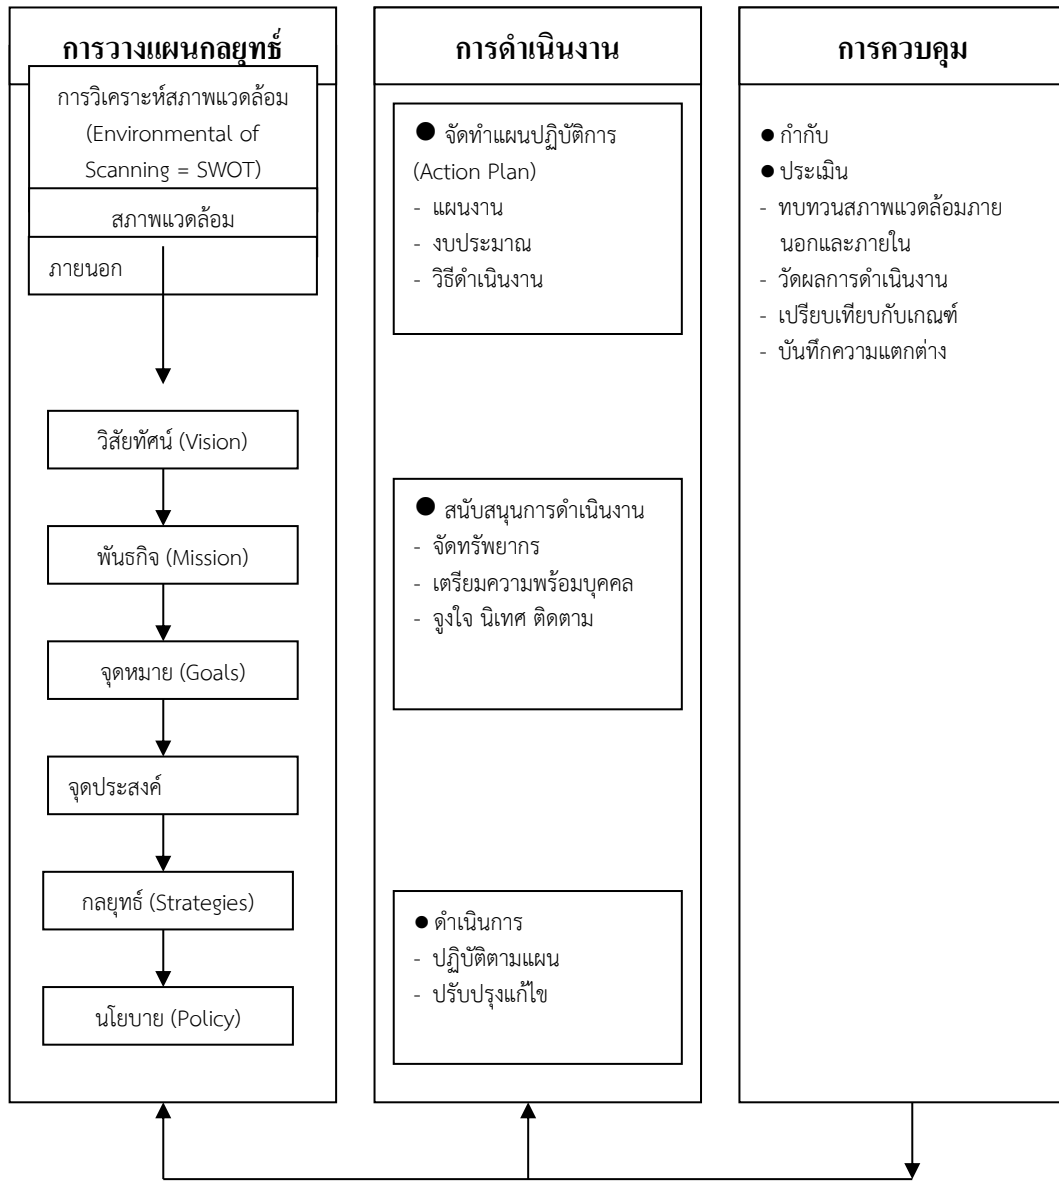 การวางแผนกลยุทธ์
การวิเคราะห์สภาพแวดล้อม
(Environmental of
Scanning = SWOT)
สภาพแวดล้อม
ภายนอก
วิสัยทัศน์ (Vision)
พันธกิจ (Mission)
จุดหมาย (Goals)
จุดประสงค์
กลยุทธ์ (Strategies)
นโยบาย (Policy)
การดำเนินงาน
● จัดทำแผนปฏิบัติการ
(Action Plan)
- แผนงาน
- งบประมาณ
- วิธีดำเนินงาน
● สนับสนุนการดำเนินงาน
- จัดทรัพยากร
- เตรียมความพร้อมบุคคล
- จูงใจ นิเทศ ติดตาม
● ดำเนินการ
- ปฏิบัติตามแผน
- ปรับปรุงแก้ไข
การควบคุม
● กำกับ
● ประเมิน
- ทบทวนสภาพแวดล้อมภาย
นอกและภายใน
- วัดผลการดำเนินงาน
- เปรียบเทียบกับเกณฑ์
- บันทึกความแตกต่าง